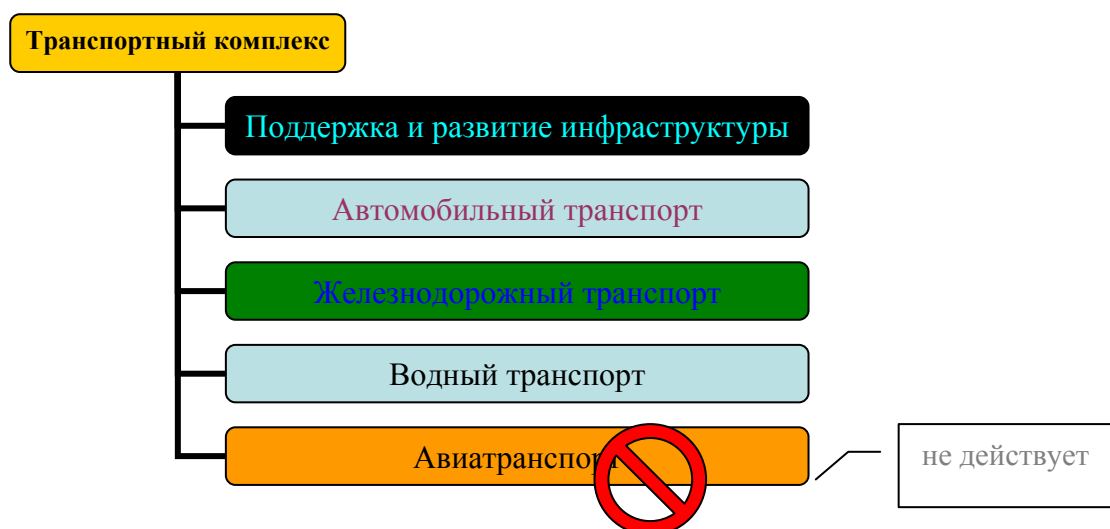 Транспортный комплекс
Поддержка и развитие инфраструктуры
Автомобильный транспорт
Железнодорожный транспорт
Водный транспорт
Авиатранспорт
не действует